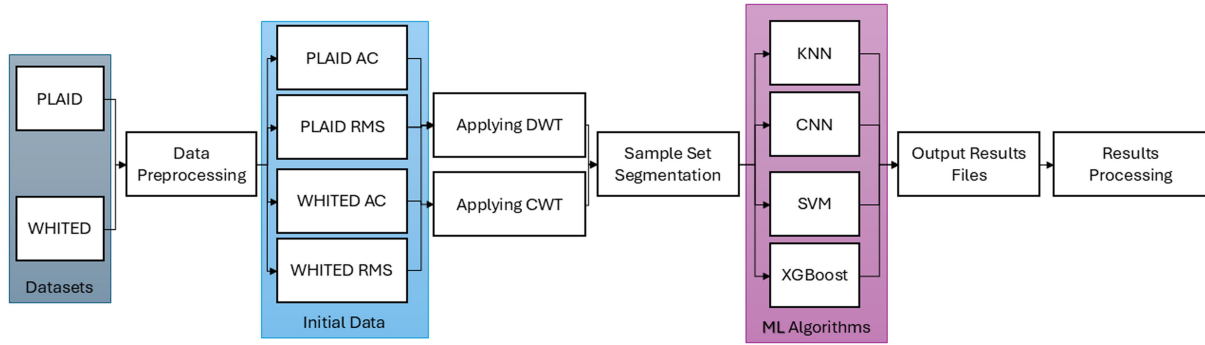 PLAID
WHITED
Datasets
Data
Preprocessing
PLAID AC
PLAID RMS
WHITED AC
WHITED RMS
Initial Data
Applying DWT
Applying CWT
Sample Set
Segmentation
KNN
CNN
SVM
XGBoost
ML Algorithms
Output Results
Files
Results
Processing